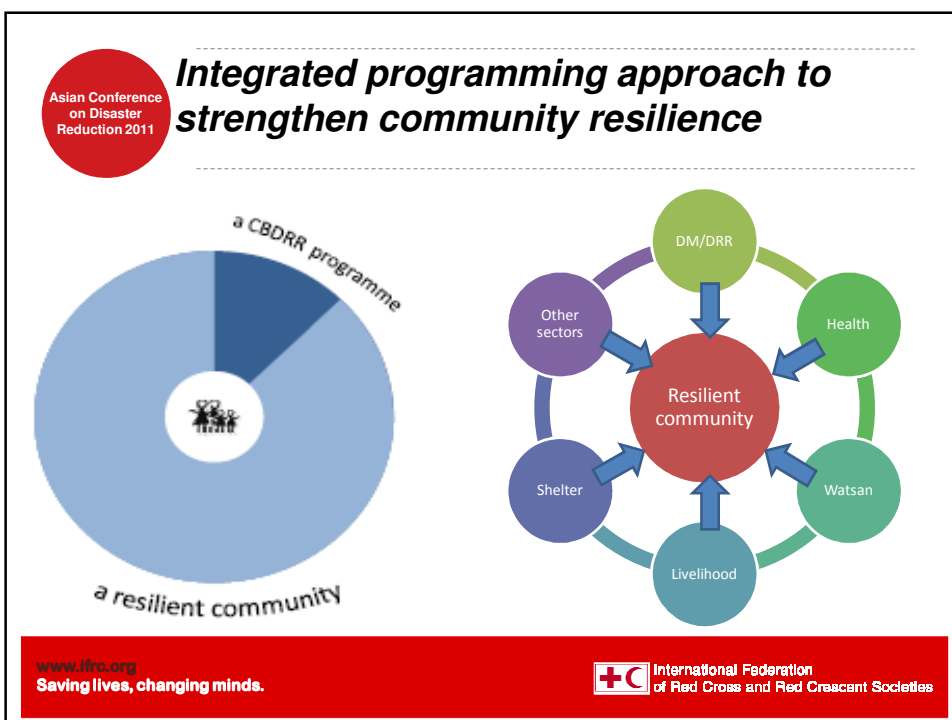 Asian Conference
on Disaster
Reduction 2011
Integrated programming approach to
strengthen community resilience
a CBDRR programme
a resilient community
DM/DRR
Health
Watsan
Livelihood
Shelter
Other
sectors
Resilient
community
www.ifrc.org
Saving lives, changing minds.
International Federation
of Red Cross and Red Crescent Societies